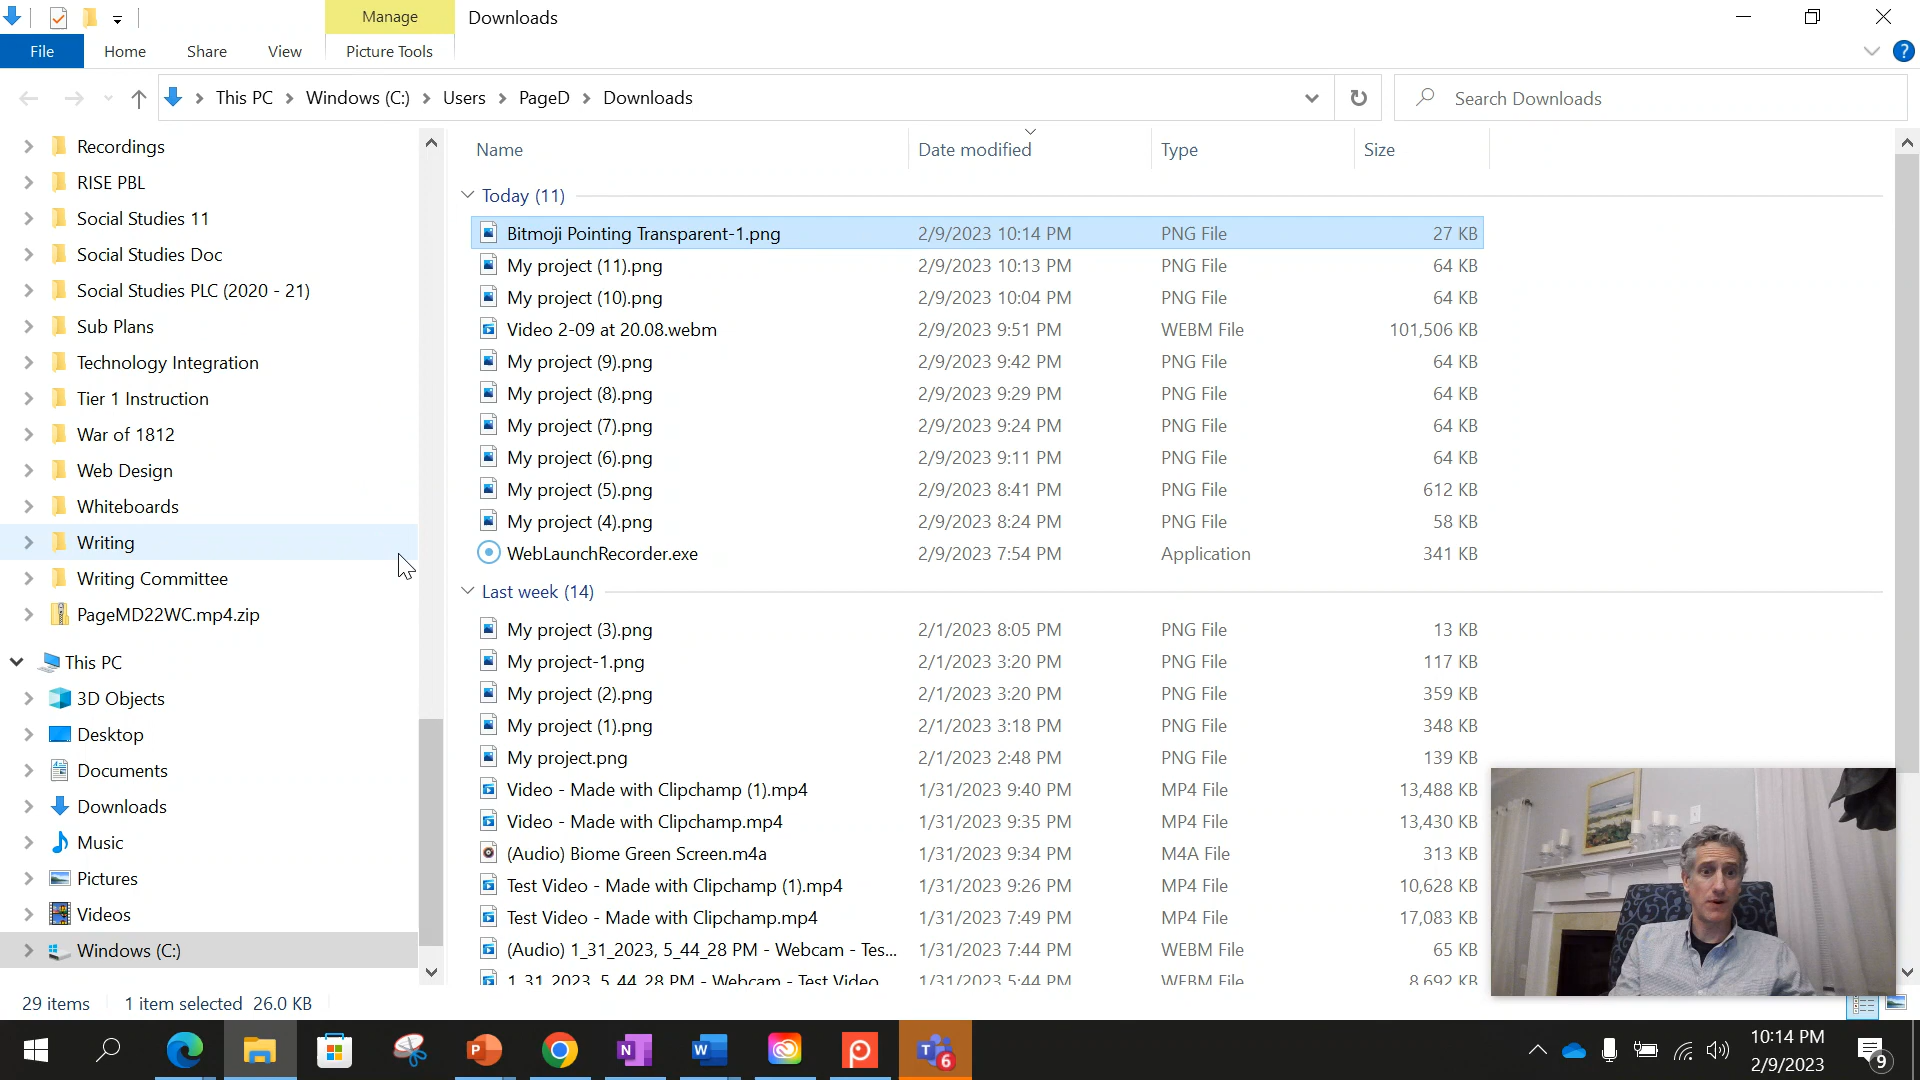 Manage
Downloads
File
Home
Share
View
Picture Tools
?
This PC
Windows (C:)
Users
PageD
Downloads
Search Downloads
Recordings
RISE PBL
Social Studies 11
Social Studies Doc
Social Studies PLC (2020 - 21)
Sub Plans
Technology Integration
Tier 1 Instruction
War of 1812
Web Design
Whiteboards
Writing
Writing Committee
PageMD22WC.mp4.zip
This PC
3D Objects
Desktop
Documents
Downloads
Music
Pictures
Videos
Windows (C:)
Name Date modified Type Size
Today (11)
Bitmoji Pointing Transparent-1.png 2/9/2023 10:14 PM PNG File 27 KB
My project (11).png 2/9/2023 10:13 PM PNG File 64 KB
My project (10).png 2/9/2023 10:04 PM PNG File 64 KB
Video 2-09 at 20.08.webm 2/9/2023 9:51 PM WEBM File 101,506 KB
My project (9).png 2/9/2023 9:42 PM PNG File 64 KB
My project (8).png 2/9/2023 9:29 PM PNG File 64 KB
My project (7).png 2/9/2023 9:24 PM PNG File 64 KB
My project (6).png 2/9/2023 9:11 PM PNG File 64 KB
My project (5).png 2/9/2023 8:41 PM PNG File 612 KB
My project (4).png 2/9/2023 8:24 PM PNG File 58 KB
WebLaunchRecorder.exe 2/9/2023 7:54 PM Application 341 KB
Last week (14)
My project (3).png 2/1/2023 8:05 PM PNG File 13 KB
My project-1.png 2/1/2023 3:20 PM PNG File 117 KB
My project (2).png 2/1/2023 3:20 PM PNG File 359 KB
My project (1).png 2/1/2023 3:18 PM PNG File 348 KB
My project.png 2/1/2023 2:48 PM PNG File 139 KB
Video - Made with Clipchamp (1).mp4 1/31/2023 9:40 PM MP4 File 13,488 KB
Video - Made with Clipchamp.mp4 1/31/2023 9:35 PM MP4 File 13,430 KB
(Audio) Biome Green Screen.m4a 1/31/2023 9:34 PM M4A File 313 KB
Test Video - Made with Clipchamp (1).mp4 1/31/2023 9:26 PM MP4 File 10,628 KB
Test Video - Made with Clipchamp.mp4 1/31/2023 7:49 PM MP4 File 17,083 KB
(Audio) 1_31_2023, 5_44_28 PM - Webcam - Tes... 1/31/2023 7:44 PM WEBM File 65 KB
1_31_2023, 5_44_28 PM - Webcam - Test Video 1/31/2023 5:44 PM WEBM File 8,692 KB
29 items 1 item selected 26.0 KB
P
N
W
T
6
10:14 PM
2/9/2023
9